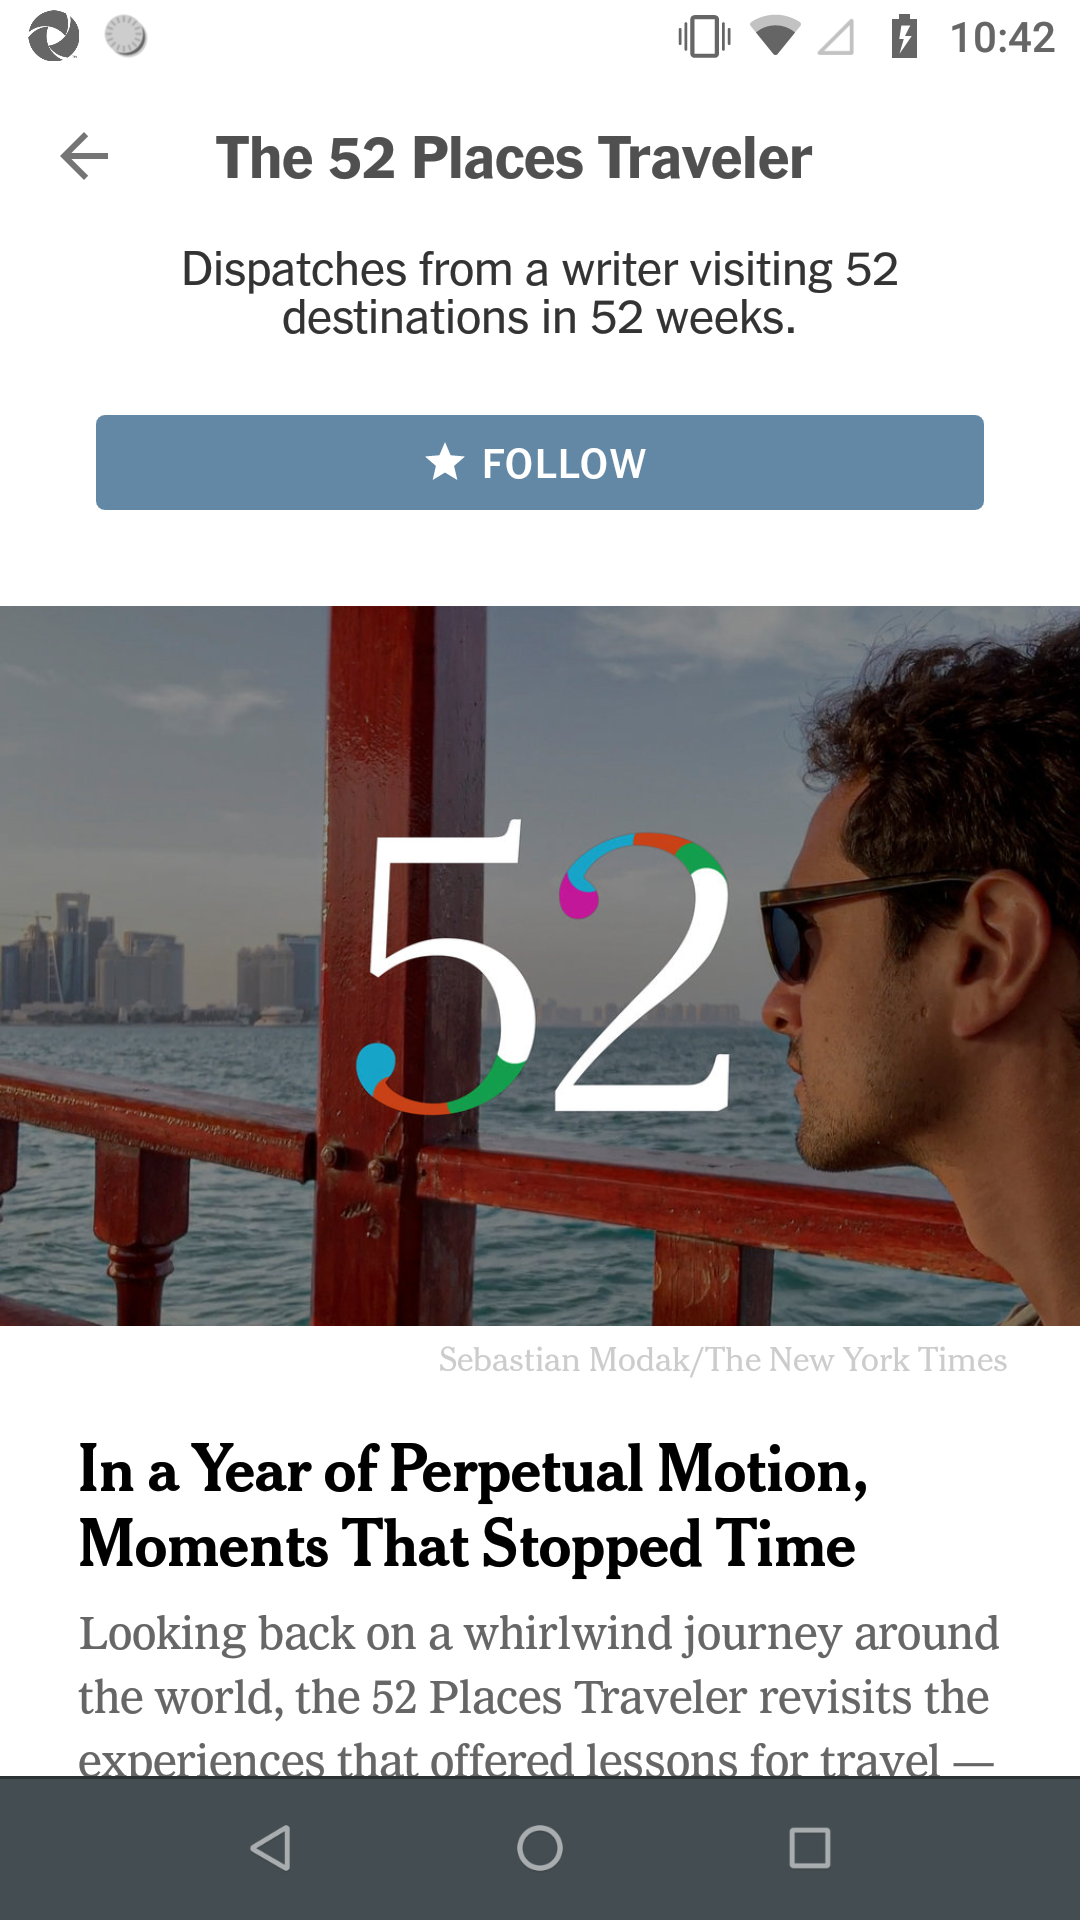 10:42
The 52 Places Traveler
Dispatches from a writer visiting 52
destinations in 52 weeks.
FOLLOW
52
Sebastian Modak/The New York Times
In a Year of Perpetual Motion,
Moments That Stopped Time
Looking back on a whirlwind journey around
the world, the 52 Places Traveler revisits the
experiences that offered lessons for travel —